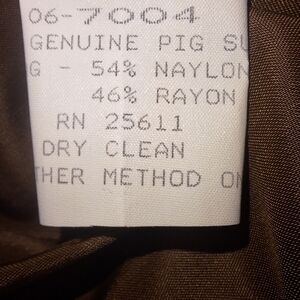 06-7004
GENUINE PIG SU
G - 54% NAYLON
46% RAYON
RN 25611
DRY CLEAN
THER METHOD ON